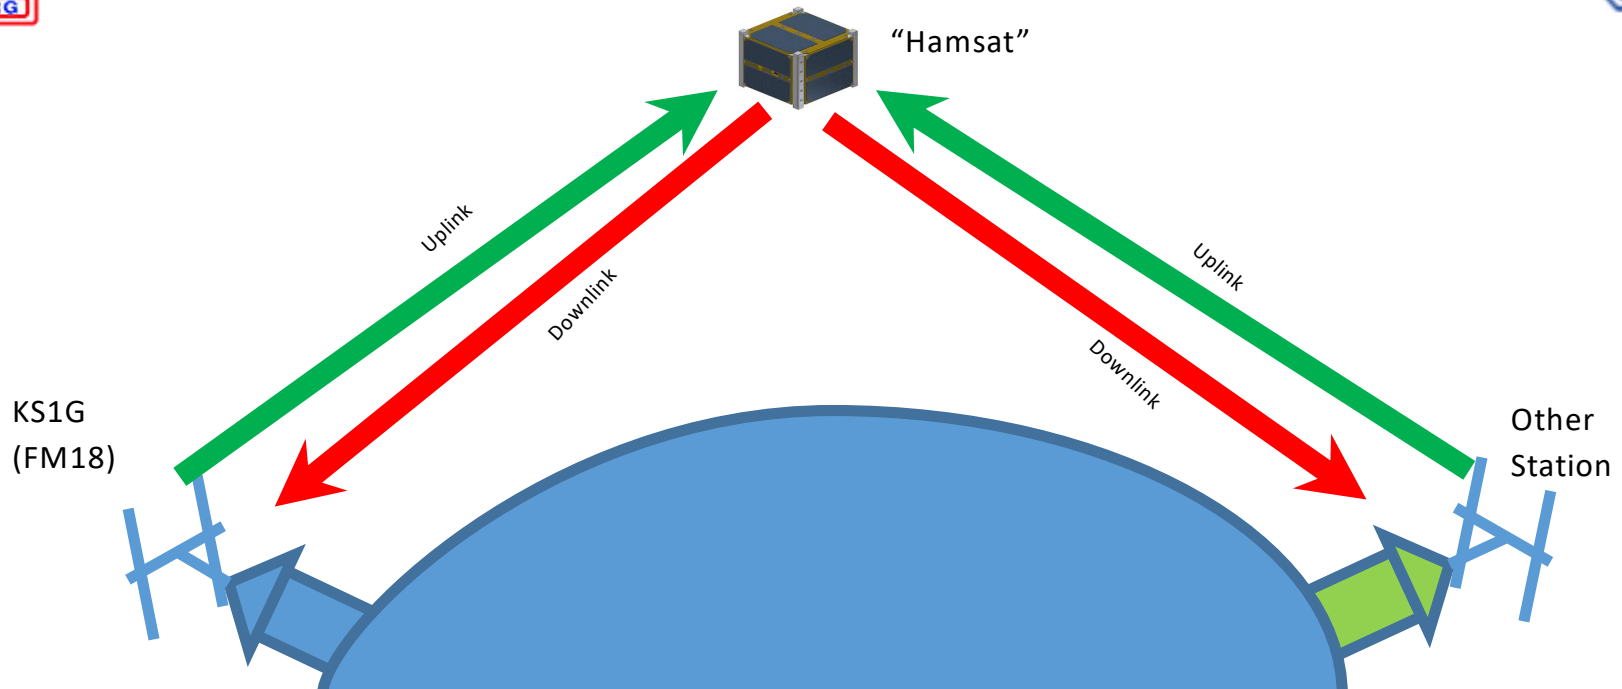 “Hamsat”
Uplink
Uplink
Downlink
Downlink
KS1G
(FM18)
Other
Station